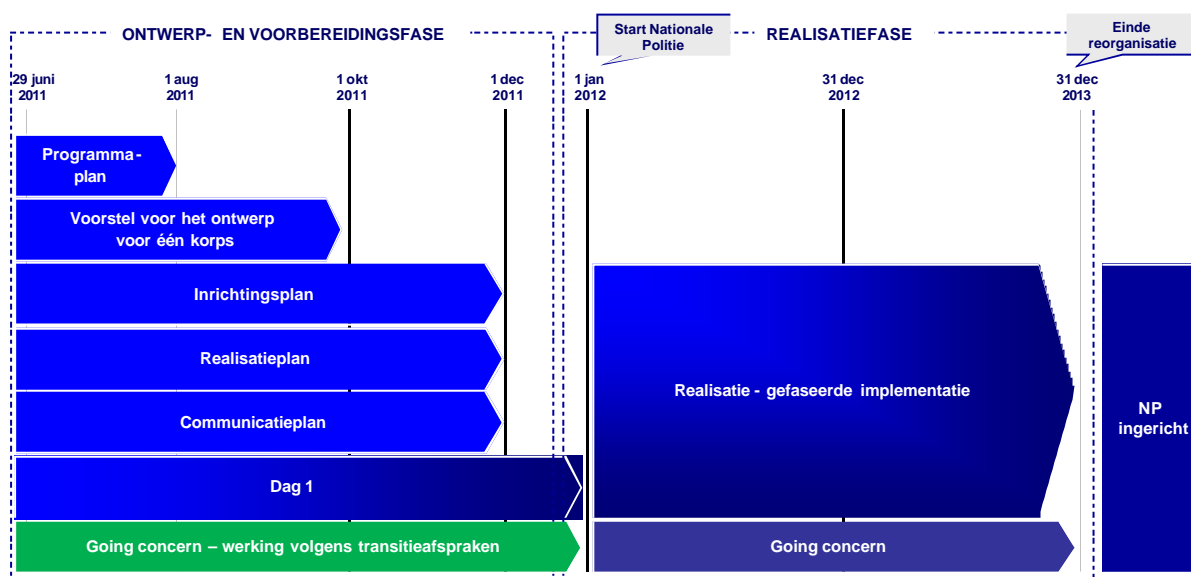 ONTWERP- EN VOORBEREIDINGSFASE
Start Nationale
Politie
REALISATIEFASE
Einde
reorganisatie
29 juni
2011
1 aug
2011
1 okt
2011
1 dec
2011
1 jan
2012
31 dec
2012
31 dec
2013
Programma-
plan
Voorstel voor het ontwerp
voor één korps
Inrichtingsplan
Realisatieplan
Communicatieplan
Dag 1
Going concern – werking volgens transitieafspraken
Realisatie - gefaseerde implementatie
Going concern
NP
ingericht